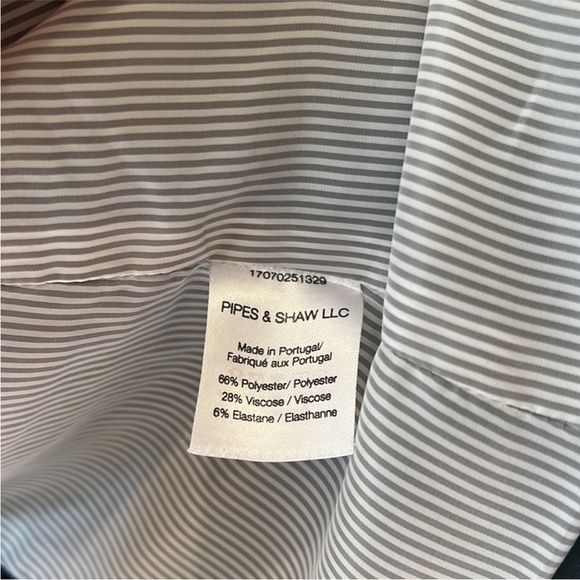 17070251329
PIPES & SHAW LLC
Made in Portugal/
Fabriqué aux Portugal
66% Polyester/ Polyester
28% Viscose / Viscose
6% Elastane / Elasthanne